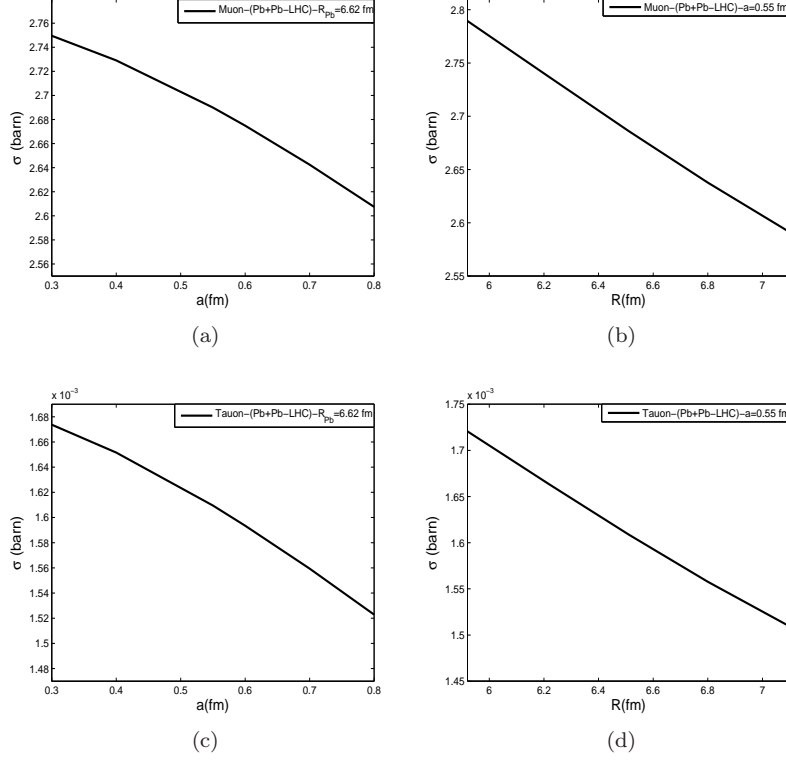 Muon−(Pb+Pb−LHC)−R_Pb=6.62 fm
2.76
2.74
2.72
2.7
2.68
2.66
2.64
2.62
2.6
2.58
2.56
σ (barn)
0.3 0.4 0.5 0.6 0.7 0.8
a(fm)
(a)
Muon−(Pb+Pb−LHC)−a=0.55 fm
2.8
2.75
2.7
2.65
2.6
2.55
σ (barn)
6 6.2 6.4 6.6 6.8 7
R(fm)
(b)
x 10⁻³
Tauon−(Pb+Pb−LHC)−R_Pb=6.62 fm
1.68
1.66
1.64
1.62
1.6
1.58
1.56
1.54
1.52
1.5
1.48
σ (barn)
0.3 0.4 0.5 0.6 0.7 0.8
a(fm)
(c)
x 10⁻³
Tauon−(Pb+Pb−LHC)−a=0.55 fm
1.75
1.7
1.65
1.6
1.55
1.5
1.45
σ (barn)
6 6.2 6.4 6.6 6.8 7
R(fm)
(d)